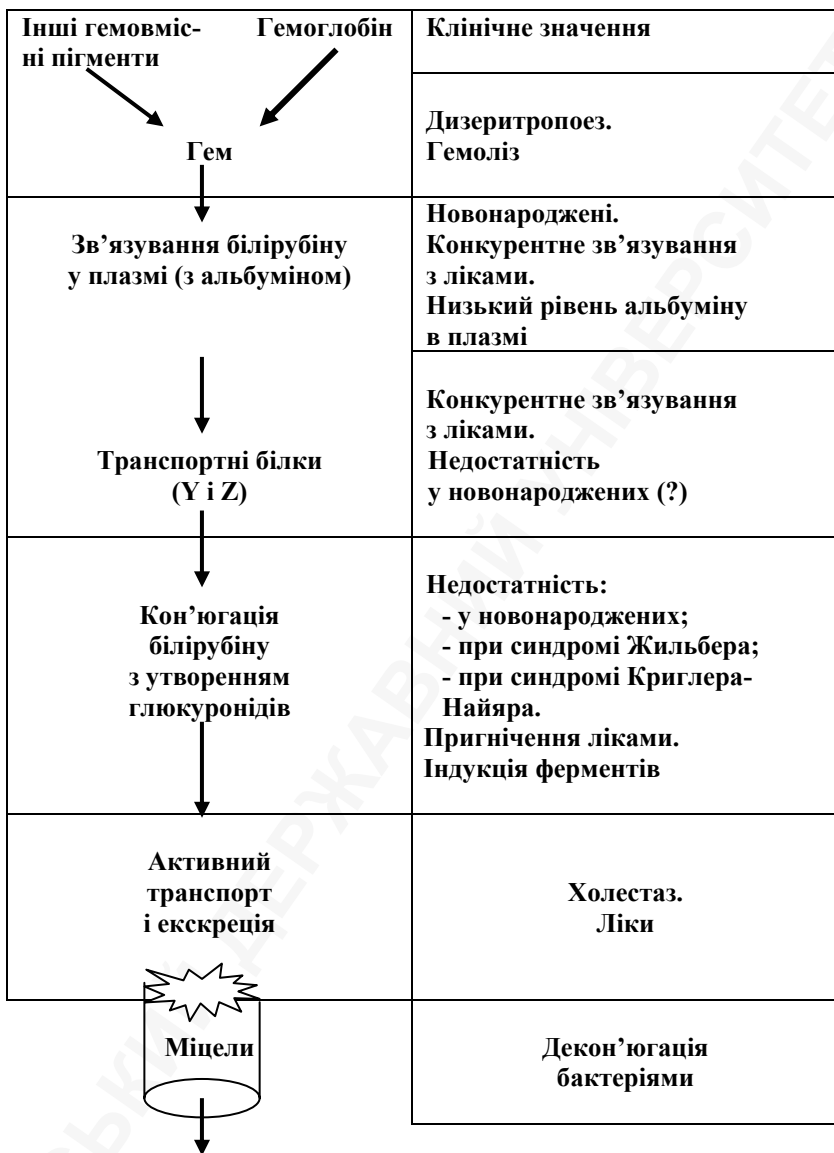 Інші гемовміс-
ні пігменти
Гемоглобін
Клінічне значення
Гем
Дизеритропоез.
Гемоліз
Зв’язування білірубіну
у плазмі (з альбуміном)
Новонароджені.
Конкурентне зв’язування
з ліками.
Низький рівень альбуміну
в плазмі
Транспортні білки
(Y і Z)
Конкурентне зв’язування
з ліками.
Недостатність
у новонароджених (?)
Кон’югація
білірубіну
з утворенням
глюкуронідів
Недостатність:
- у новонароджених;
- при синдромі Жильбера;
- при синдромі Криглера-
Найяра.
Пригнічення ліками.
Індукція ферментів
Активний
транспорт
і екскреція
Холестаз.
Ліки
Міцели
Декон’югація
бактеріями
СЬКИЙ ДЕРЖАВНИЙ УНІВЕРСИТЕТ